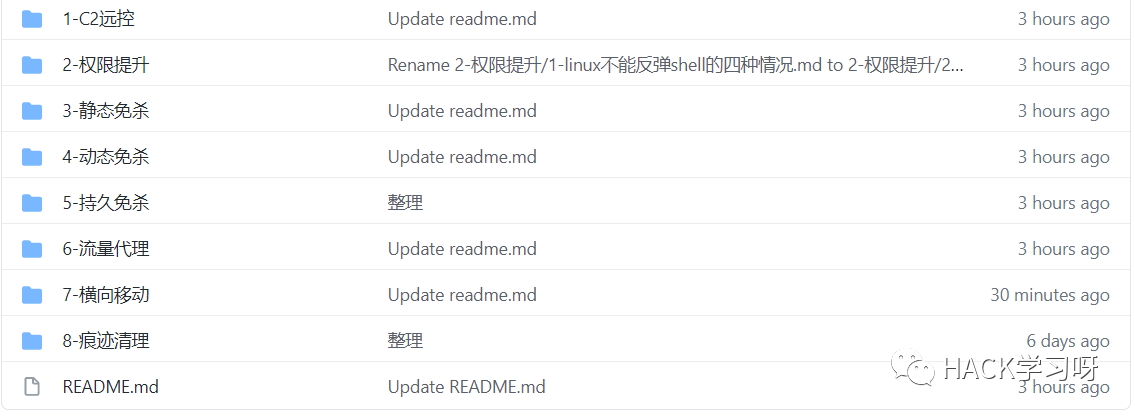 1-C2远控 Update readme.md 3 hours ago
2-权限提升 Rename 2-权限提升/1-linux不能反弹shell的四种情况.md to 2-权限提升/2... 3 hours ago
3-静态免杀 Update readme.md 3 hours ago
4-动态免杀 Update readme.md 3 hours ago
5-持久免杀 整理 3 hours ago
6-流量代理 Update readme.md 3 hours ago
7-横向移动 Update readme.md 30 minutes ago
8-痕迹清理 整理 6 days ago
README.md Update README.md 3 hours ago
HACK学习呀